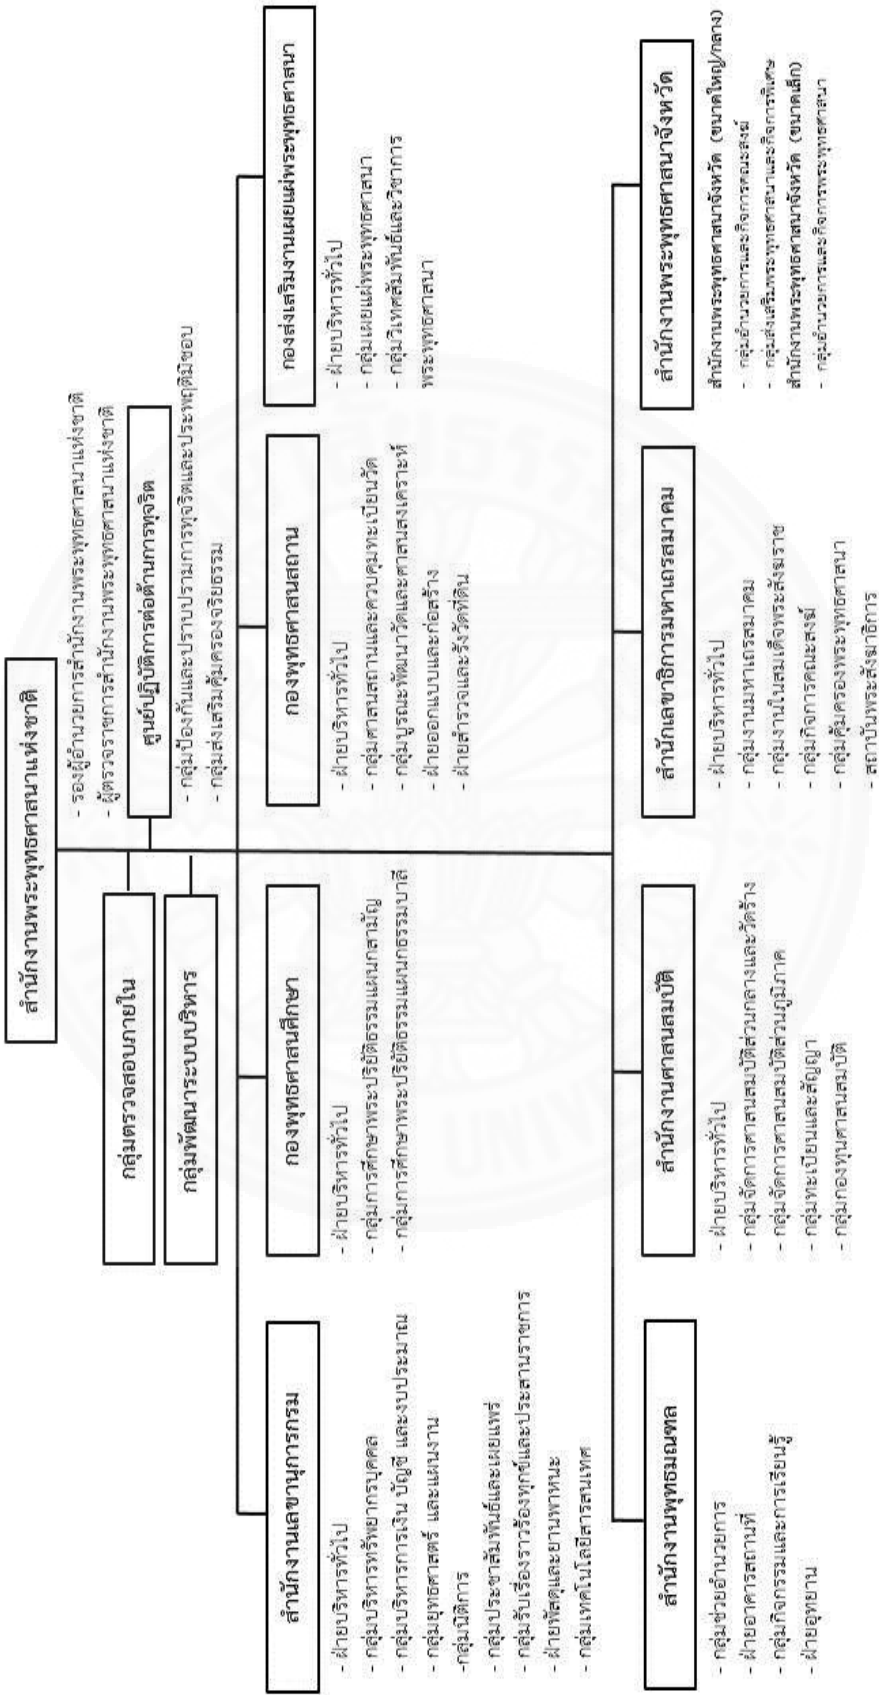 สำนักงานพระพุทธศาสนาแห่งชาติ
- รองผู้อำนวยการสำนักงานพระพุทธศาสนาแห่งชาติ
- ผู้ตรวจราชการสำนักงานพระพุทธศาสนาแห่งชาติ
กลุ่มตรวจสอบภายใน
ศูนย์ปฏิบัติการต่อต้านการทุจริต
- กลุ่มป้องกันและปราบปรามการทุจริตและประพฤติมิชอบ
- กลุ่มส่งเสริมคุ้มครองจริยธรรม
กลุ่มพัฒนาระบบบริหาร
สำนักงานเลขานุการกรม
- ฝ่ายบริหารทั่วไป
- กลุ่มบริหารทรัพยากรบุคคล
- กลุ่มบริหารการเงิน บัญชี และงบประมาณ
- กลุ่มยุทธศาสตร์ และแผนงาน
-กลุ่มนิติการ
- กลุ่มประชาสัมพันธ์และเผยแพร่
- กลุ่มรับเรื่องราวร้องทุกข์และประสานราชการ
- ฝ่ายพัสดุและยานพาหนะ
- กลุ่มเทคโนโลยีสารสนเทศ
กองพุทธศาสนศึกษา
- ฝ่ายบริหารทั่วไป
- กลุ่มการศึกษาพระปริยัติธรรมแผนกสามัญ
- กลุ่มการศึกษาพระปริยัติธรรมแผนกธรรมบาลี
กองพุทธศาสนสถาน
- ฝ่ายบริหารทั่วไป
- กลุ่มศาสนสถานและควบคุมทะเบียนวัด
- กลุ่มบูรณะพัฒนาวัดและศาสนสงเคราะห์
- ฝ่ายออกแบบและก่อสร้าง
- ฝ่ายสำรวจและรังวัดที่ดิน
กองส่งเสริมงานเผยแผ่พระพุทธศาสนา
- ฝ่ายบริหารทั่วไป
- กลุ่มเผยแผ่พระพุทธศาสนา
- กลุ่มวิเทศสัมพันธ์และวิชาการ
พระพุทธศาสนา
สำนักงานพุทธมณฑล
- กลุ่มช่วยอำนวยการ
- ฝ่ายอาคารสถานที่
- กลุ่มกิจกรรมและการเรียนรู้
- ฝ่ายอุทยาน
สำนักงานศาสนสมบัติ
- ฝ่ายบริหารทั่วไป
- กลุ่มจัดการศาสนสมบัติส่วนกลางและวัดร้าง
- กลุ่มจัดการศาสนสมบัติส่วนภูมิภาค
- กลุ่มทะเบียนและสัญญา
- กลุ่มกองทุนศาสนสมบัติ
สำนักเลขาธิการมหาเถรสมาคม
- ฝ่ายบริหารทั่วไป
- กลุ่มงานมหาเถรสมาคม
- กลุ่มงานในสมเด็จพระสังฆราช
- กลุ่มกิจการคณะสงฆ์
- กลุ่มคุ้มครองพระพุทธศาสนา
- สถาบันพระสังฆาธิการ
สำนักงานพระพุทธศาสนาจังหวัด
สำนักงานพระพุทธศาสนาจังหวัด (ขนาดใหญ่/กลาง)
- กลุ่มอำนวยการและกิจการคณะสงฆ์
- กลุ่มส่งเสริมพระพุทธศาสนาและกิจการพิเศษ
สำนักงานพระพุทธศาสนาจังหวัด (ขนาดเล็ก)
- กลุ่มอำนวยการและกิจการพระพุทธศาสนา